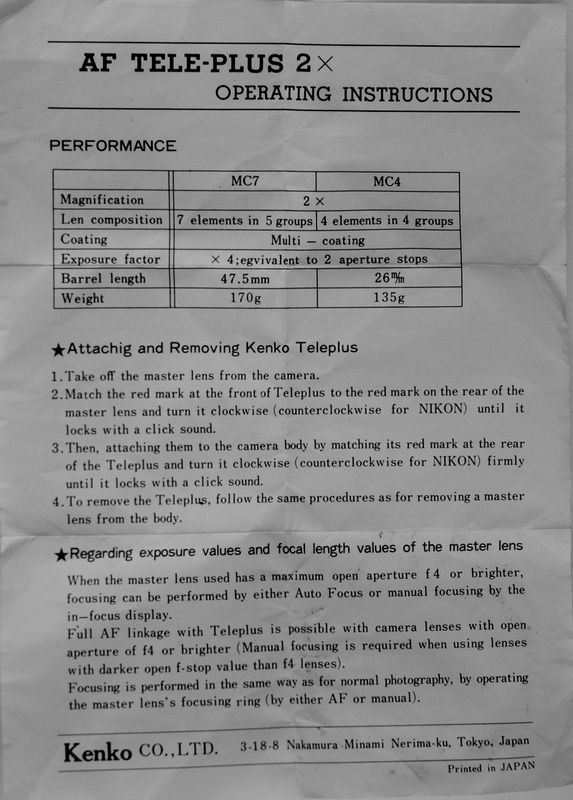 AF TELE-PLUS 2×
OPERATING INSTRUCTIONS
PERFORMANCE
MC7 MC4
Magnification 2 ×
Len composition 7 elements in 5 groups 4 elements in 4 groups
Coating Multi – coating
Exposure factor × 4;egvivalent to 2 aperture stops
Barrel length 47.5mm 26m/m
Weight 170g 135g
★Attachig and Removing Kenko Teleplus
1.Take off the master lens from the camera.
2.Match the red mark at the front of Teleplus to the red mark on the rear of the
master lens and turn it clockwise (counterclockwise for NIKON) until it
locks with a click sound.
3.Then, attaching them to the camera body by matching its red mark at the rear
of the Teleplus and turn it clockwise (counterclockwise for NIKON) firmly
until it locks with a click sound.
4.To remove the Teleplus, follow the same procedures as for removing a master
lens from the body.
★Regarding exposure values and focal length values of the master lens
When the master lens used has a maximum open aperture f4 or brighter,
focusing can be performed by either Auto Focus or manual focusing by the
in–focus display.
Full AF linkage with Teleplus is possible with camera lenses with open
aperture of f4 or brighter (Manual focusing is required when using lenses
with darker open f-stop value than f4 lenses).
Focusing is performed in the same way as for normal photography, by operating
the master lens's focusing ring (by either AF or manual).
Kenko CO.,LTD. 3-18-8 Nakamura Minami Nerima-ku, Tokyo, Japan
Printed in JAPAN